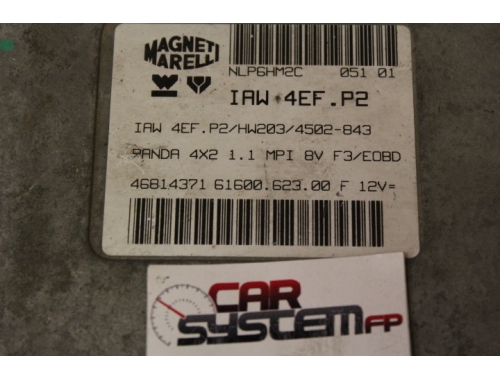 MAGNETI
MARELLI
NLP6HM2C 051 01
IAW 4EF.P2
IAW 4EF.P2/HW203/4502-843
PANDA 4X2 1.1 MPI 8V F3/EOBD
46814371 61600.623.00 F 12V=
CAR
SYSTEM FP